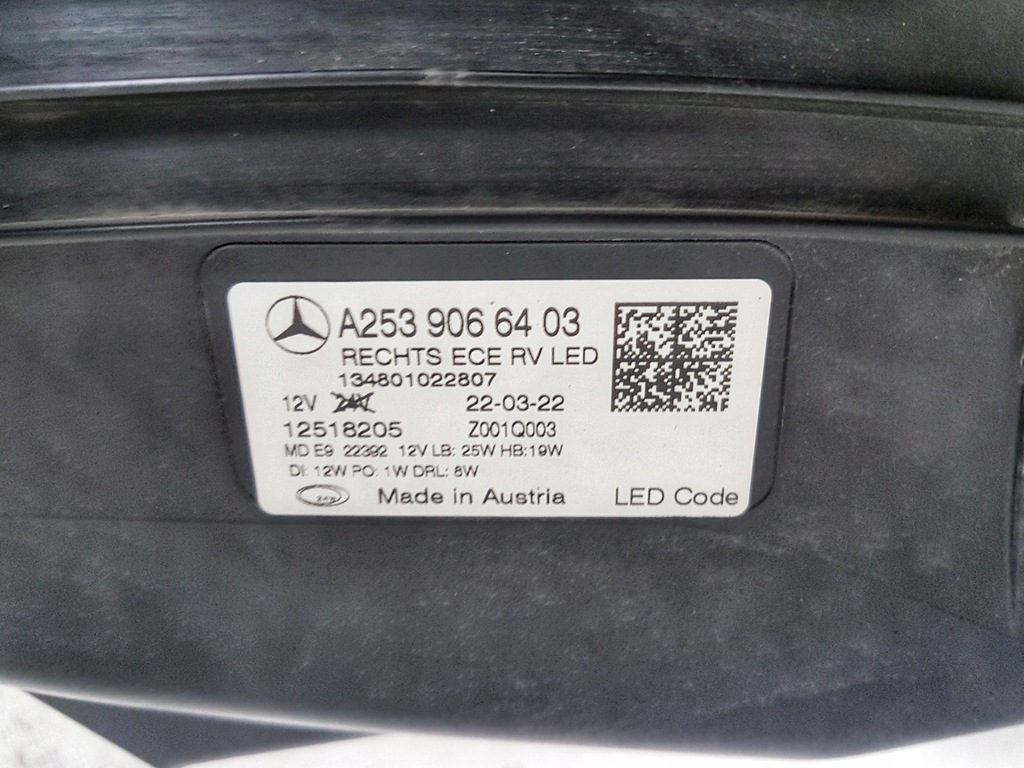 A253 906 64 03
RECHTS ECE RV LED
134801022807
12V 24V 22-03-22
12518205 Z001Q003
MD E9 22392 12V LB: 25W HB:19W
DI: 12W PO: 1W DRL: 8W
Made in Austria LED Code